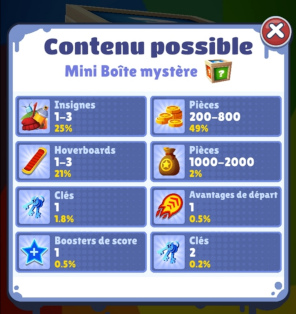 Contenu possible
Mini Boîte mystère
Insignes
1-3
25%
Pièces
200-800
49%
Hoverboards
1-3
21%
Pièces
1000-2000
2%
Clés
1
1.8%
Avantages de départ
1
0.5%
Boosters de score
1
0.5%
Clés
2
0.2%